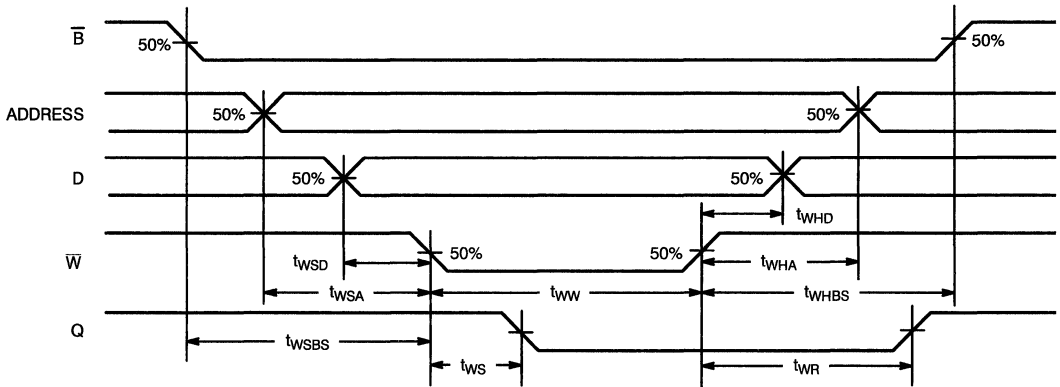 B̅
50%
50%
ADDRESS
50%
50%
D
50%
50%
tWHD
W̅
50%
50%
tWSD
tWHA
tWSA
tWW
tWHBS
Q
tWSBS
tWS
tWR